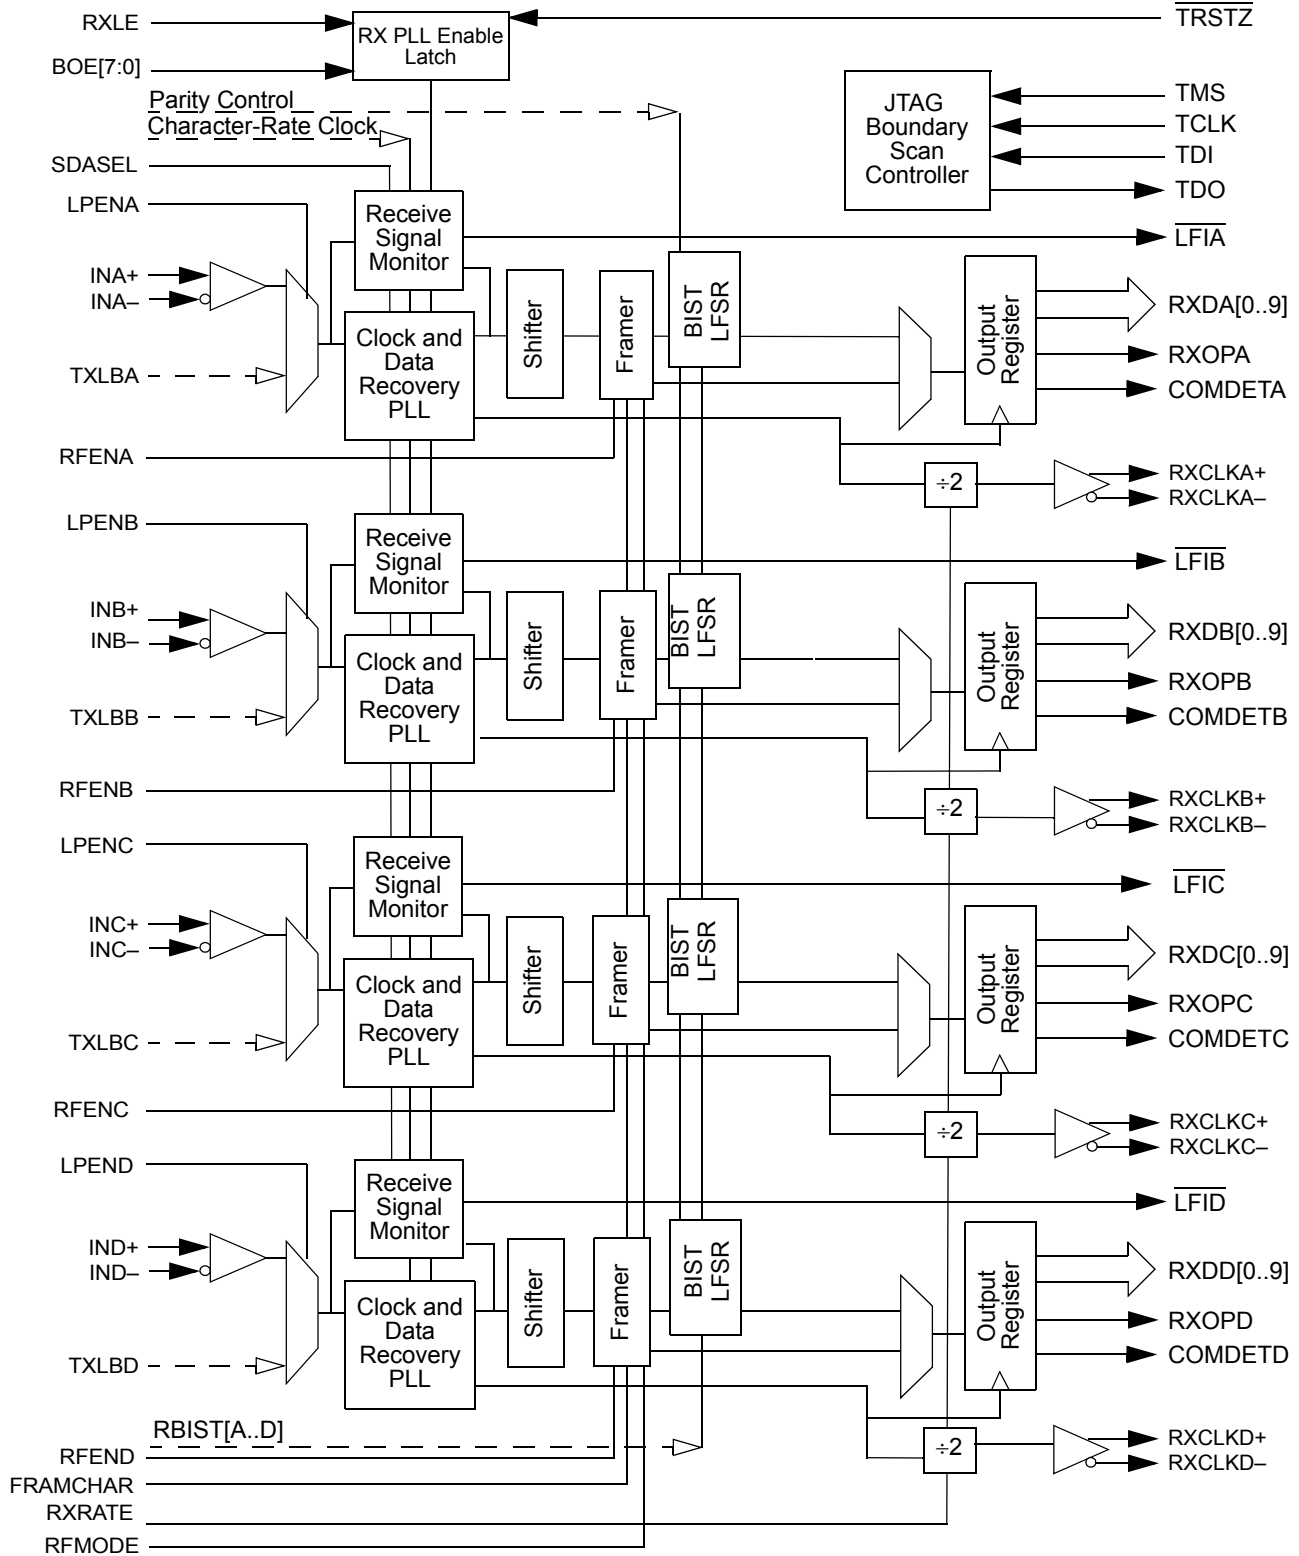 RXLE
RX PLL Enable
Latch
TRSTZ
BOE[7:0]
Parity Control
Character-Rate Clock
JTAG
Boundary
Scan
Controller
TMS
TCLK
TDI
TDO
SDASEL
LPENA
Receive
Signal
Monitor
LFIA
INA+
INA–
TXLBA
Clock and
Data
Recovery
PLL
Shifter
Framer
BIST
LFSR
Output
Register
RXDA[0..9]
RXOPA
COMDETA
RFENA
÷2
RXCLKA+
RXCLKA–
LPENB
Receive
Signal
Monitor
LFIB
INB+
INB–
TXLBB
Clock and
Data
Recovery
PLL
Shifter
Framer
BIST
LFSR
Output
Register
RXDB[0..9]
RXOPB
COMDETB
RFENB
÷2
RXCLKB+
RXCLKB–
LPENC
Receive
Signal
Monitor
LFIC
INC+
INC–
TXLBC
Clock and
Data
Recovery
PLL
Shifter
Framer
BIST
LFSR
Output
Register
RXDC[0..9]
RXOPC
COMDETC
RFENC
÷2
RXCLKC+
RXCLKC–
LPEND
Receive
Signal
Monitor
LFID
IND+
IND–
TXLBD
Clock and
Data
Recovery
PLL
Shifter
Framer
BIST
LFSR
Output
Register
RXDD[0..9]
RXOPD
COMDETD
RBIST[A..D]
÷2
RXCLKD+
RXCLKD–
RFEND
FRAMCHAR
RXRATE
RFMODE